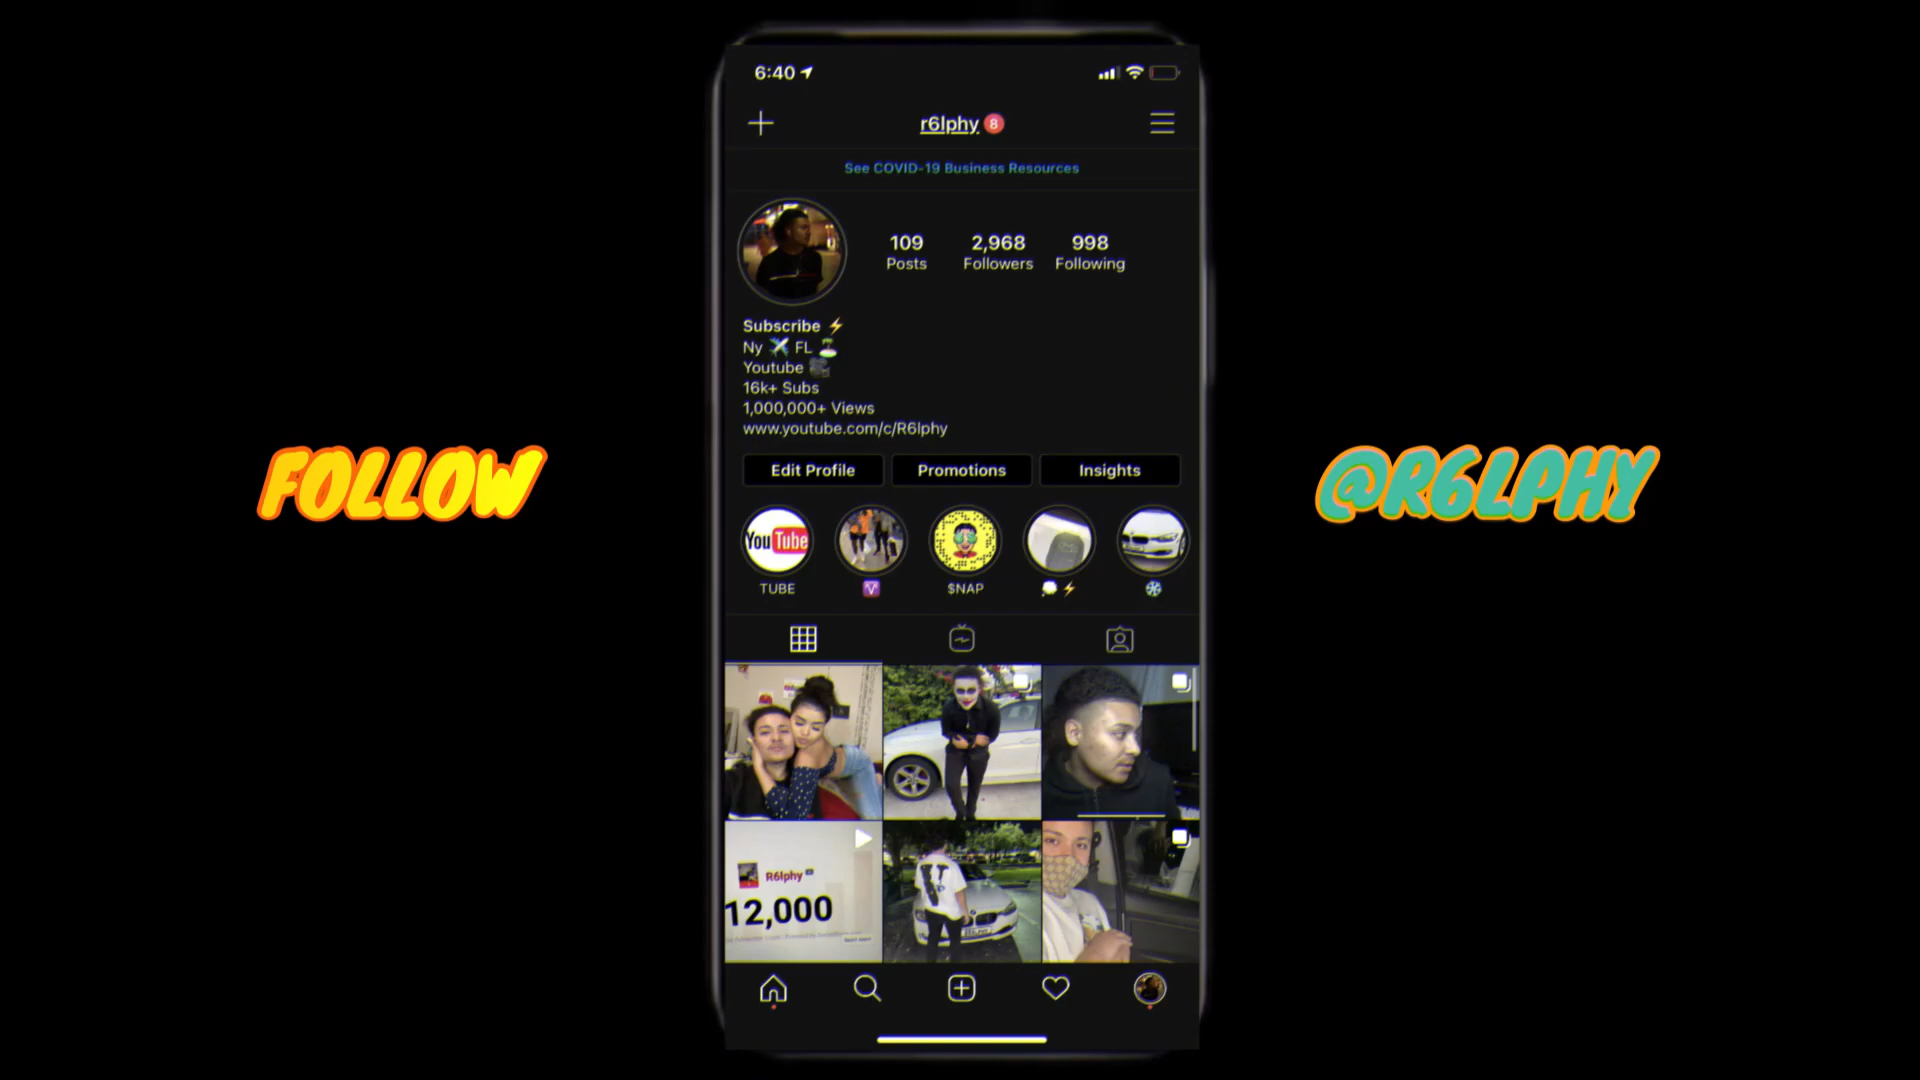 6:40
r6lphy 8
See COVID-19 Business Resources
109 2,968 998
Posts Followers Following
Subscribe ⚡
Ny ✈ FL 🏝
Youtube
16k+ Subs
1,000,000+ Views
www.youtube.com/c/R6lphy
FOLLOW
@R6LPHY
Edit Profile Promotions Insights
YouTube
TUBE $NAP
R6lphy
12,000